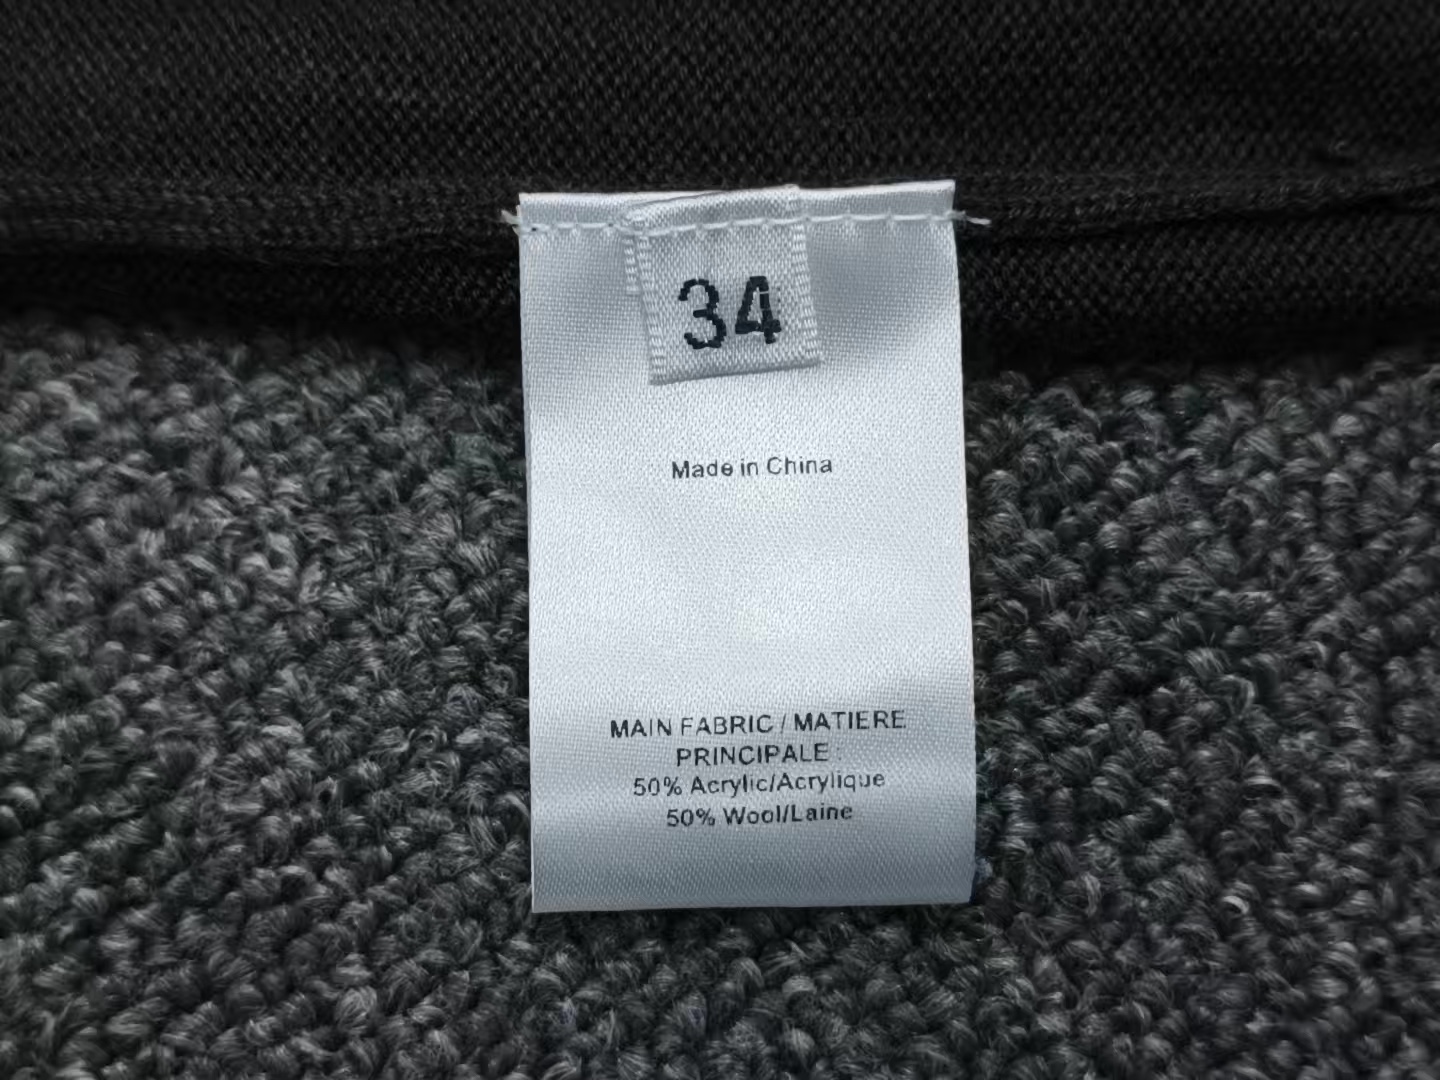 34
Made in China
MAIN FABRIC / MATIERE
PRINCIPALE :
50% Acrylic/Acrylique
50% Wool/Laine